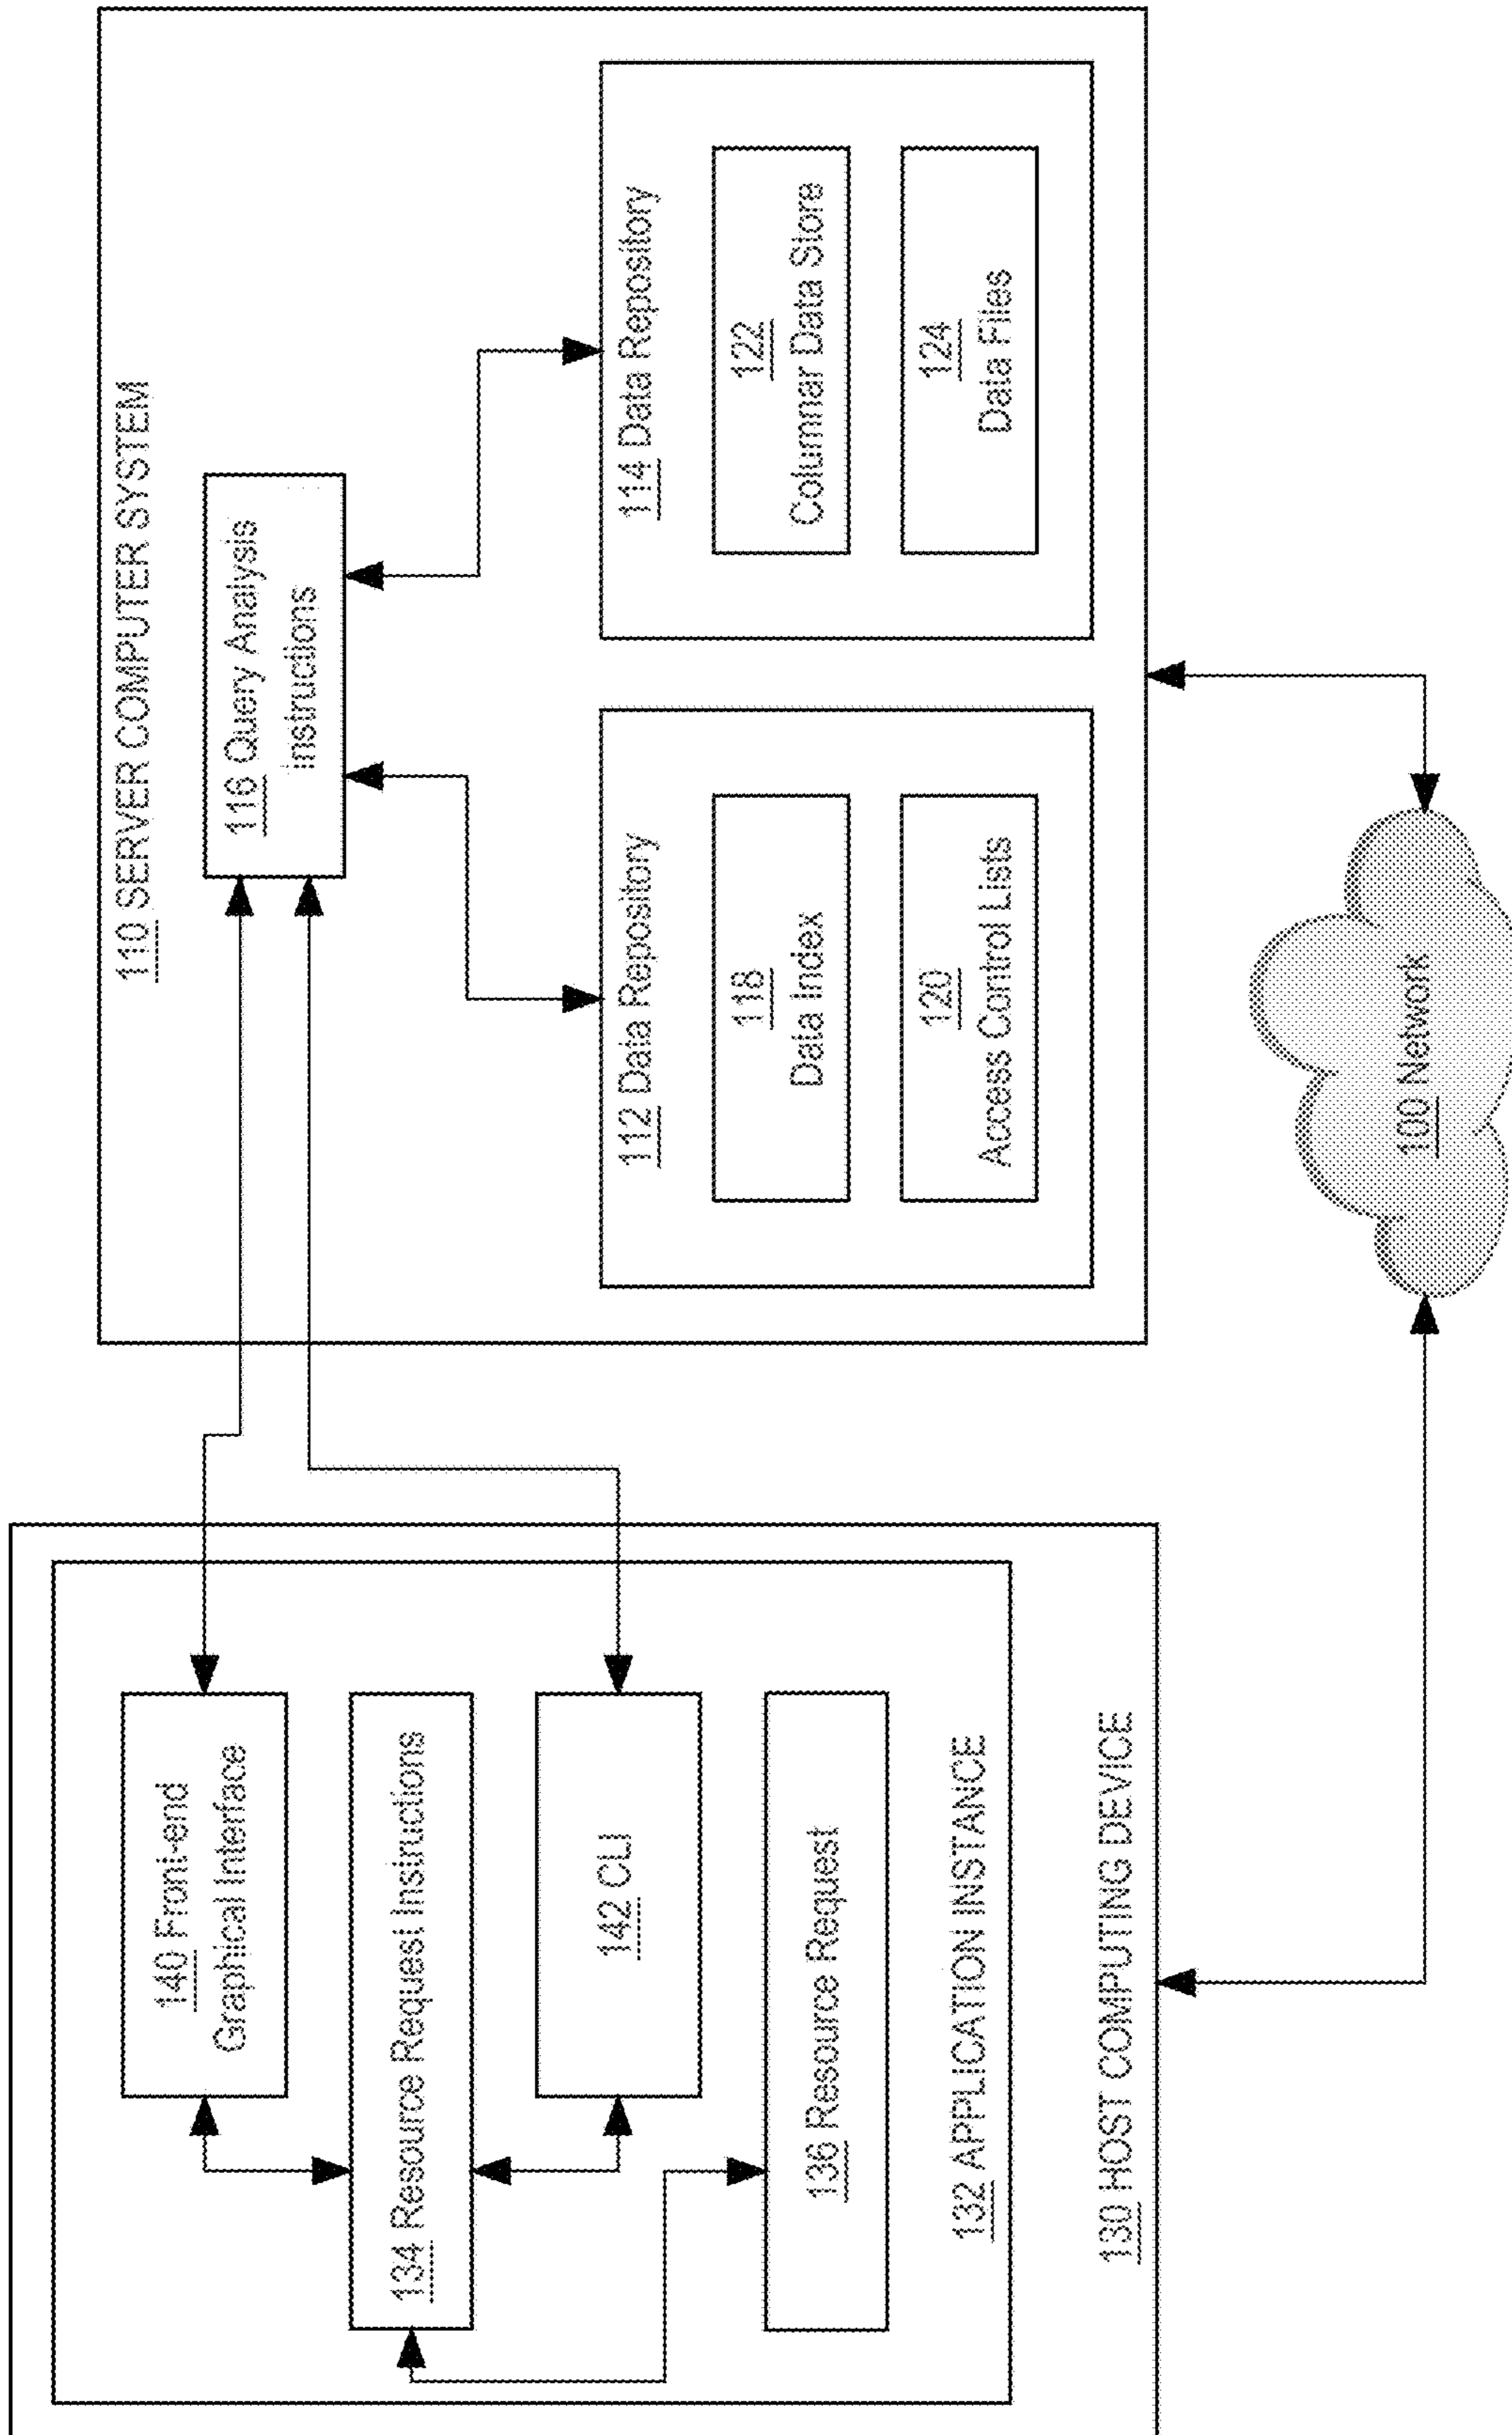 140 Front-end
Graphical Interface
134 Resource Request Instructions
142 CLI
136 Resource Request
132 APPLICATION INSTANCE
130 HOST COMPUTING DEVICE
110 SERVER COMPUTER SYSTEM
116 Query Analysis
instructions
112 Data Repository
118
Data Index
120
Access Control Lists
114 Data Repository
122
Columnar Data Store
124
Data Files
100 Network